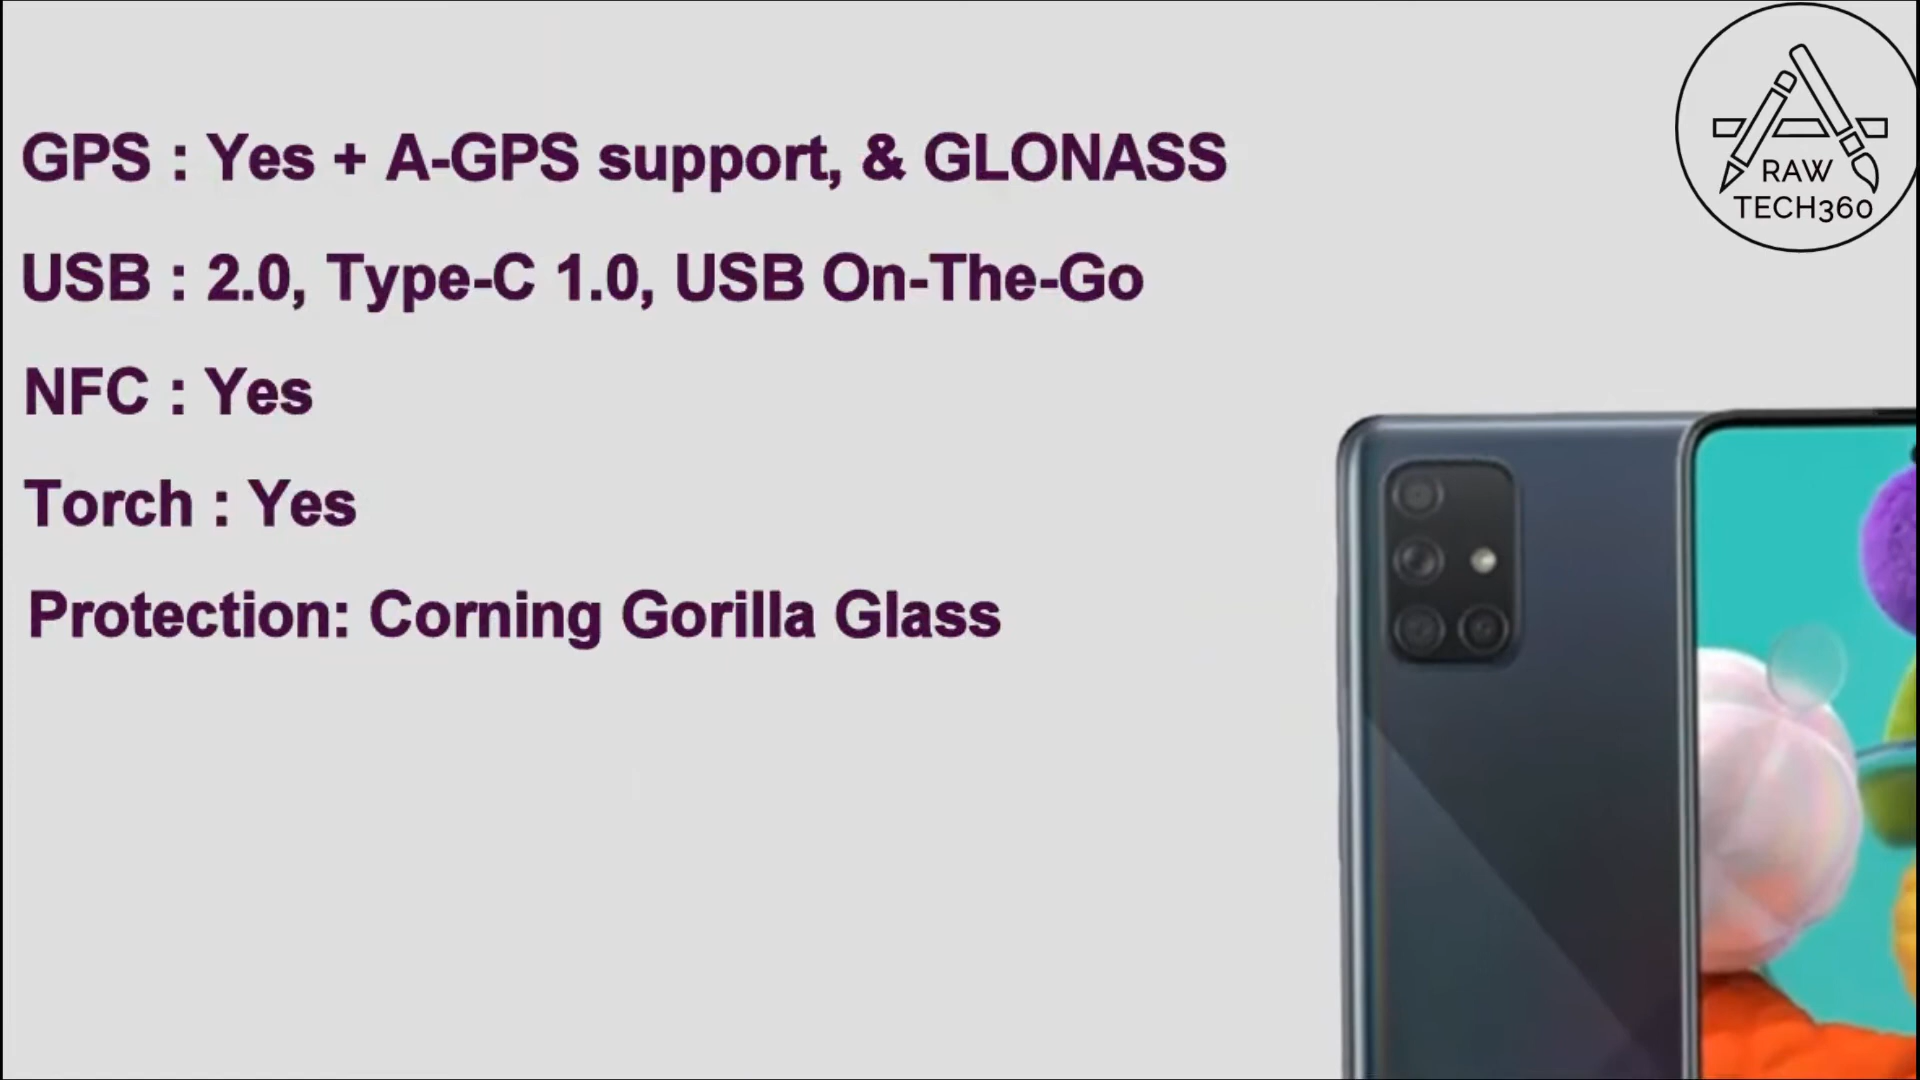 GPS : Yes + A-GPS support, & GLONASS
USB : 2.0, Type-C 1.0, USB On-The-Go
NFC : Yes
Torch : Yes
Protection: Corning Gorilla Glass
RAW
TECH360